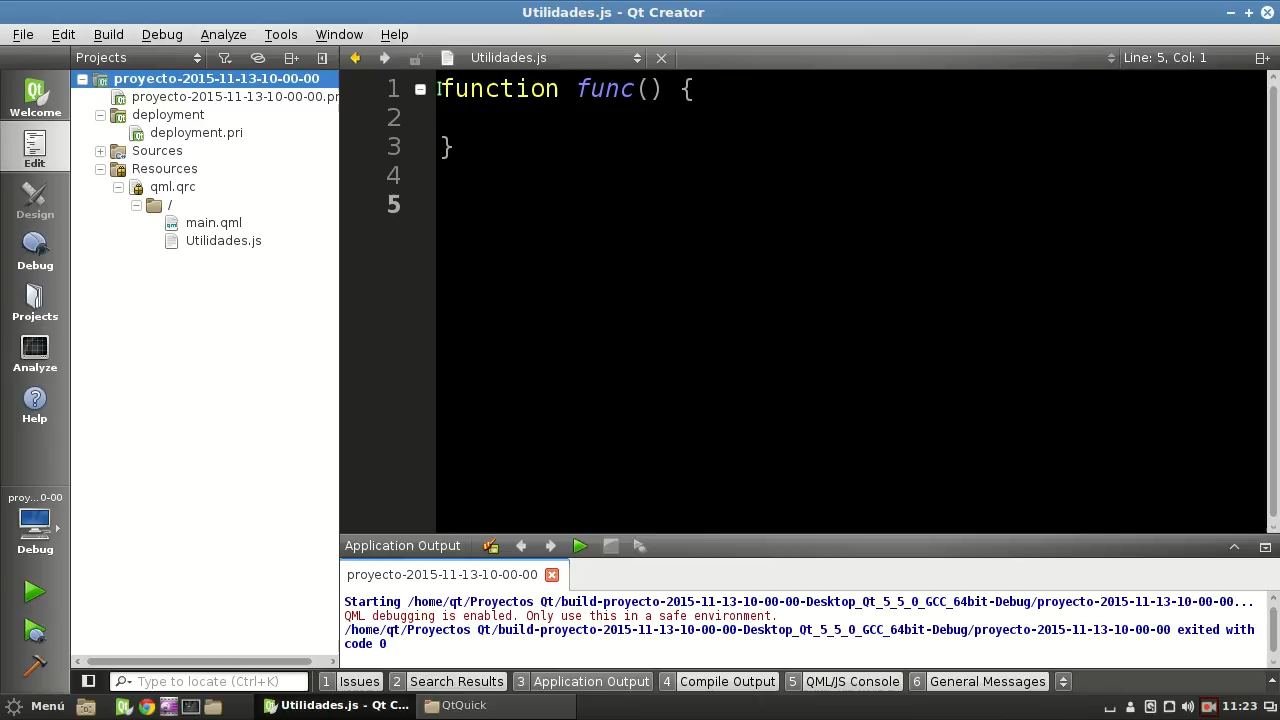 Utilidades.js - Qt Creator
File Edit Build Debug Analyze Tools Window Help
Projects Utilidades.js Line: 5, Col: 1
Welcome
Edit
Design
Debug
Projects
Analyze
Help
proy...0-00
Debug
proyecto-2015-11-13-10-00-00
proyecto-2015-11-13-10-00-00.pr
deployment
deployment.pri
Sources
Resources
qml.qrc
/
main.qml
Utilidades.js
1 function func() {
2
3 }
4
5
Application Output
proyecto-2015-11-13-10-00-00
Starting /home/qt/Proyectos Qt/build-proyecto-2015-11-13-10-00-00-Desktop_Qt_5_5_0_GCC_64bit-Debug/proyecto-2015-11-13-10-00-00...
QML debugging is enabled. Only use this in a safe environment.
/home/qt/Proyectos Qt/build-proyecto-2015-11-13-10-00-00-Desktop_Qt_5_5_0_GCC_64bit-Debug/proyecto-2015-11-13-10-00-00 exited with
code 0
Type to locate (Ctrl+K) 1 Issues 2 Search Results 3 Application Output 4 Compile Output 5 QML/JS Console 6 General Messages
Menú Utilidades.js - Qt C... QtQuick 11:23